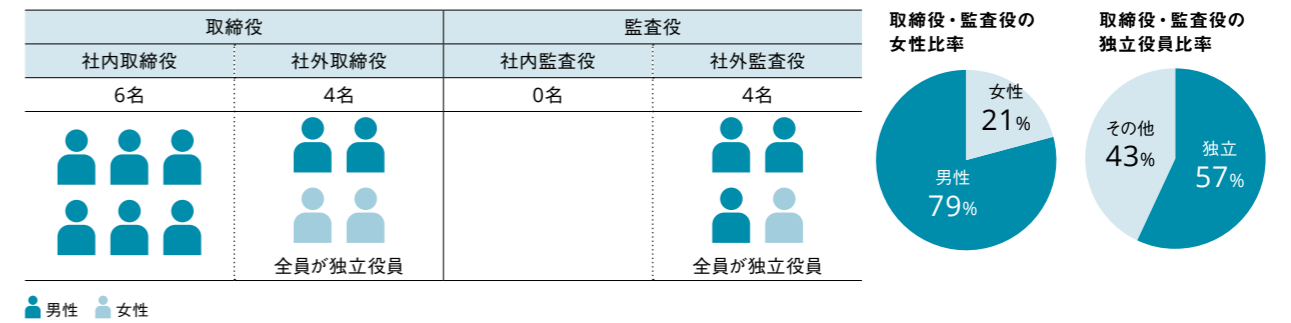 取締役
監査役
社内取締役
社外取締役
社内監査役
社外監査役
6名
4名
0名
4名
全員が独立役員
全員が独立役員
男性
女性
取締役・監査役の
女性比率
女性
21%
男性
79%
取締役・監査役の
独立役員比率
その他
43%
独立
57%